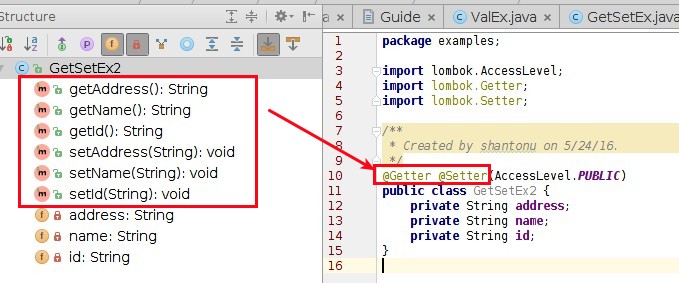 Structure
GetSetEx2
getAddress(): String
getName(): String
getId(): String
setAddress(String): void
setName(String): void
setId(String): void
address: String
name: String
id: String
a
Guide
ValEx.java
GetSetEx.java
1 package examples;
2
3 import lombok.AccessLevel;
4 import lombok.Getter;
5 import lombok.Setter;
6
7 /**
8 * Created by shantonu on 5/24/16.
9 */
10 @Getter @Setter(AccessLevel.PUBLIC)
11 public class GetSetEx2 {
12 private String address;
13 private String name;
14 private String id;
15 }
16